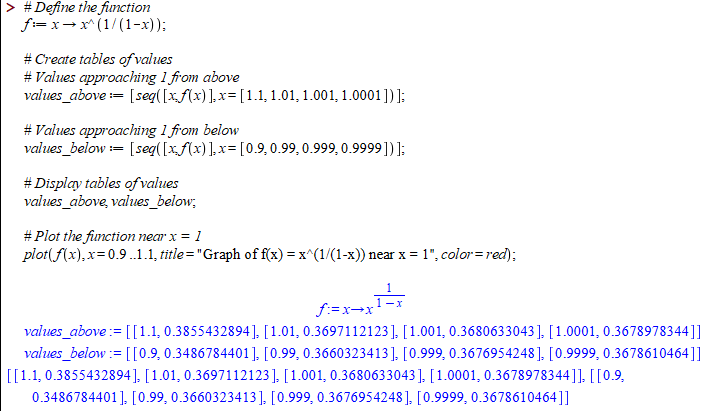 > # Define the function
f:= x → x^(1/(1-x));
# Create tables of values
# Values approaching 1 from above
values_above := [seq([x,f(x)],x=[1.1,1.01,1.001,1.0001])];
# Values approaching 1 from below
values_below := [seq([x,f(x)],x=[0.9,0.99,0.999,0.9999])];
# Display tables of values
values_above, values_below;
# Plot the function near x = 1
plot(f(x),x=0.9..1.1,title="Graph of f(x) = x^(1/(1-x)) near x = 1",color=red);
f:=x→x^(1/(1-x))
values_above := [[1.1, 0.3855432894], [1.01, 0.3697112123], [1.001, 0.3680633043], [1.0001, 0.3678978344]]
values_below := [[0.9, 0.3486784401], [0.99, 0.3660323413], [0.999, 0.3676954248], [0.9999, 0.3678610464]]
[[1.1, 0.3855432894], [1.01, 0.3697112123], [1.001, 0.3680633043], [1.0001, 0.3678978344]], [[0.9,
0.3486784401], [0.99, 0.3660323413], [0.999, 0.3676954248], [0.9999, 0.3678610464]]